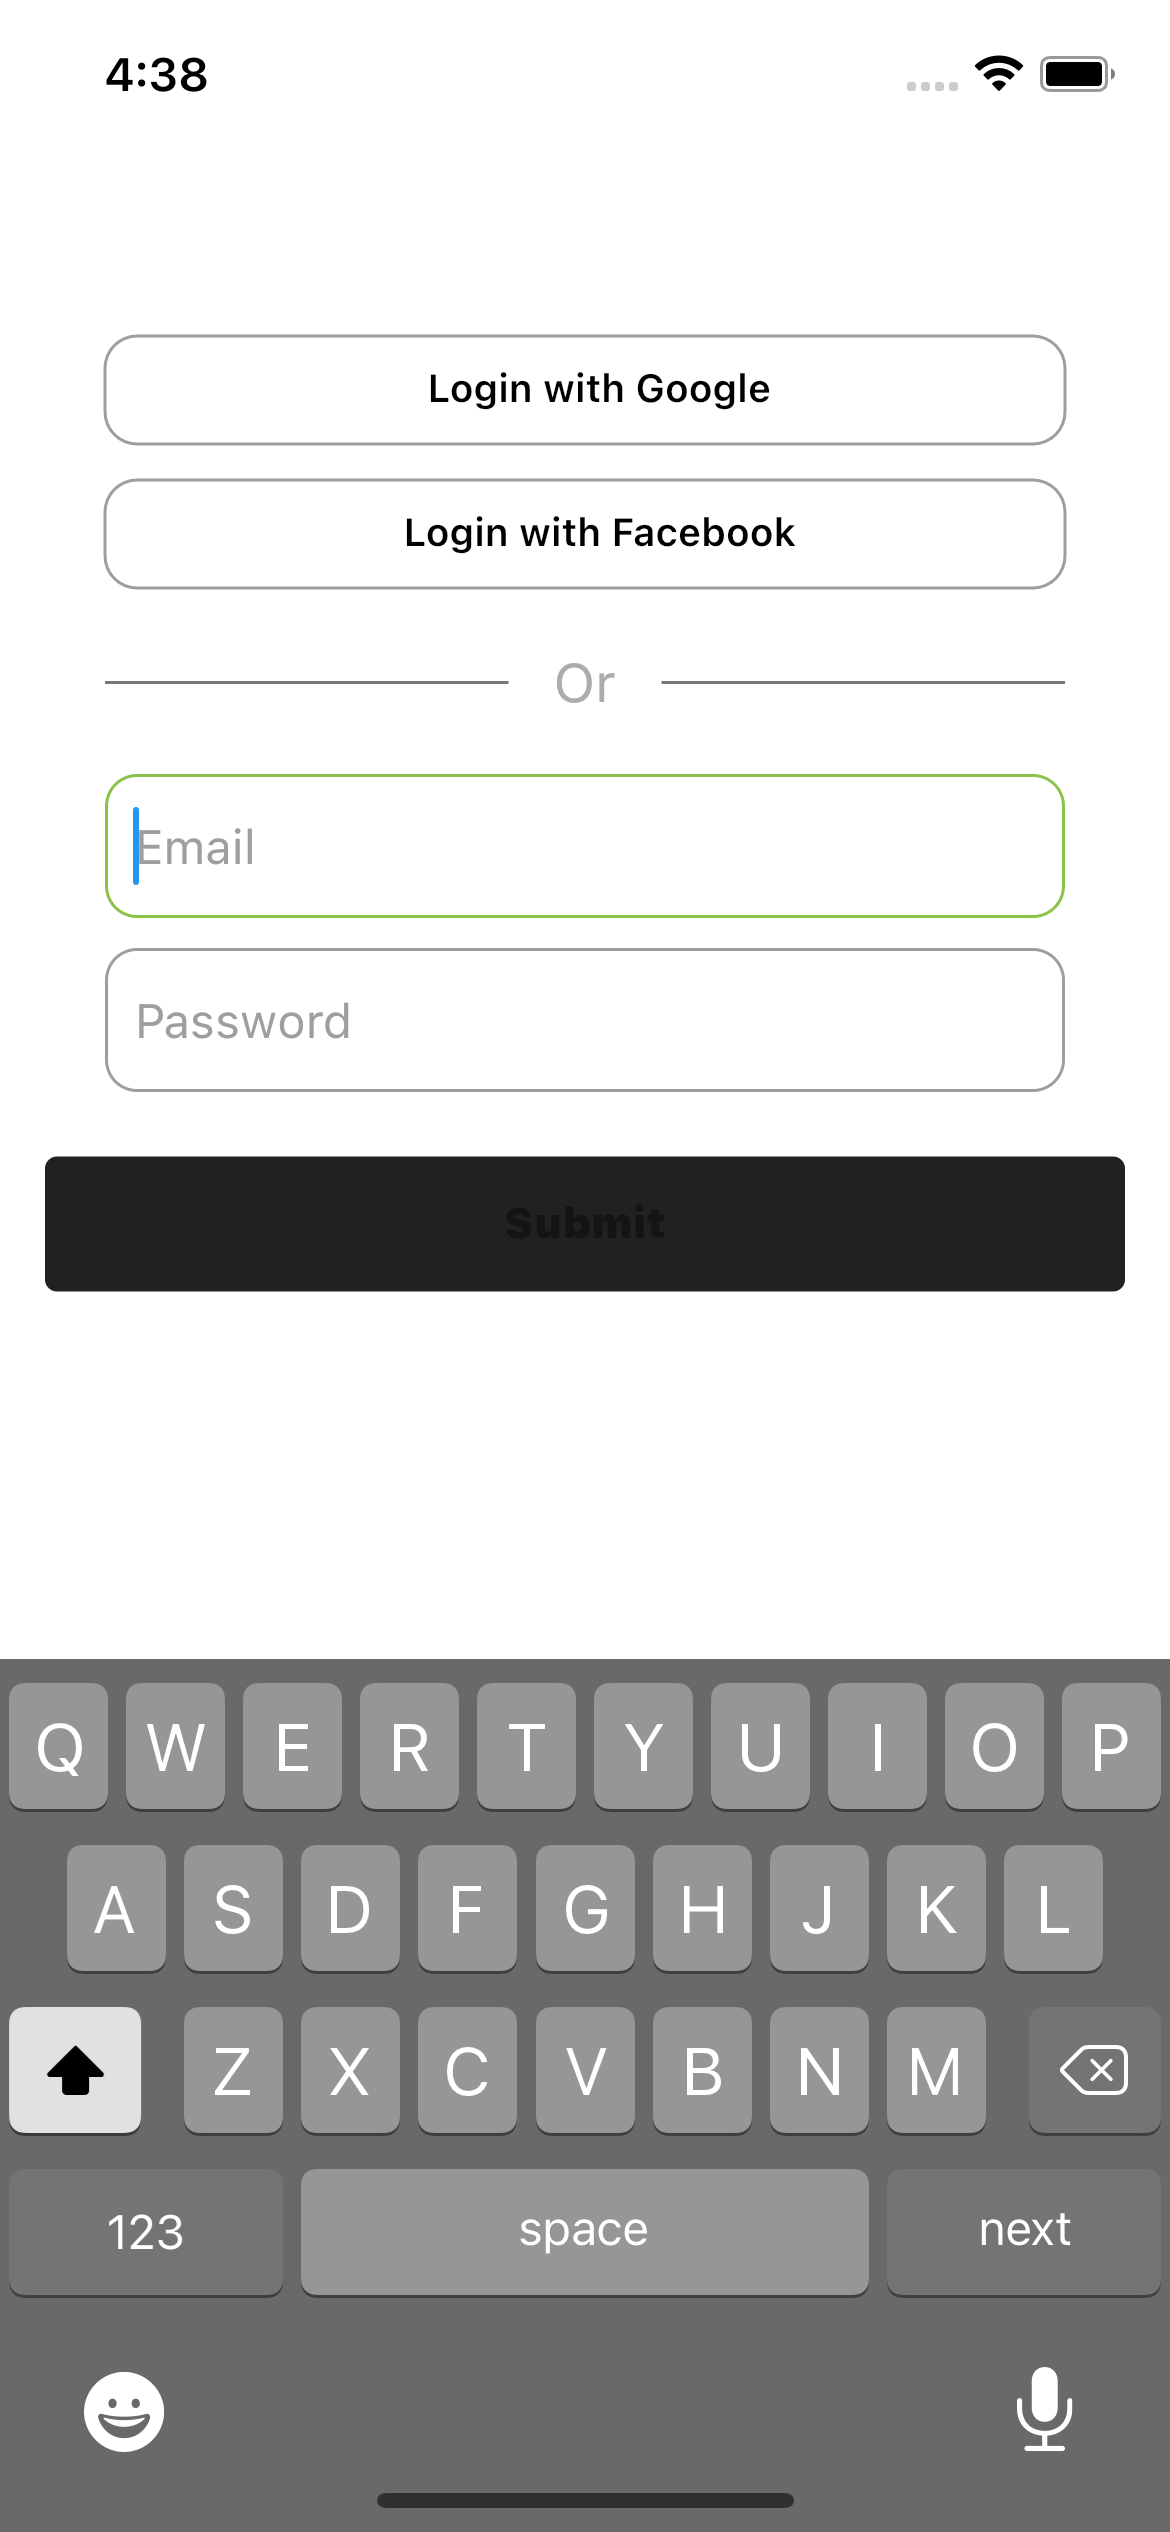 4:38
Login with Google
Login with Facebook
Or
Email
Password
Submit
Q W E R T Y U I O P
A S D F G H J K L
Z X C V B N M
123 space next